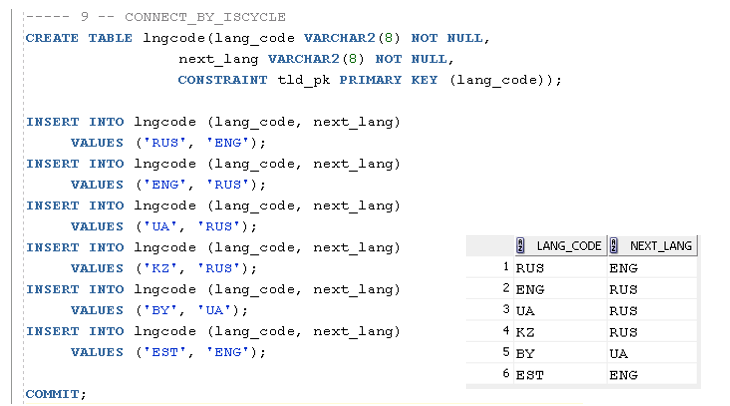 ----- 9 -- CONNECT_BY_ISCYCLE
CREATE TABLE lngcode(lang_code VARCHAR2(8) NOT NULL,
next_lang VARCHAR2(8) NOT NULL,
CONSTRAINT tld_pk PRIMARY KEY (lang_code));
INSERT INTO lngcode (lang_code, next_lang)
VALUES ('RUS', 'ENG');
INSERT INTO lngcode (lang_code, next_lang)
VALUES ('ENG', 'RUS');
INSERT INTO lngcode (lang_code, next_lang)
VALUES ('UA', 'RUS');
INSERT INTO lngcode (lang_code, next_lang)
VALUES ('KZ', 'RUS');
INSERT INTO lngcode (lang_code, next_lang)
VALUES ('BY', 'UA');
INSERT INTO lngcode (lang_code, next_lang)
VALUES ('EST', 'ENG');
COMMIT;
LANG_CODE NEXT_LANG
1 RUS ENG
2 ENG RUS
3 UA RUS
4 KZ RUS
5 BY UA
6 EST ENG